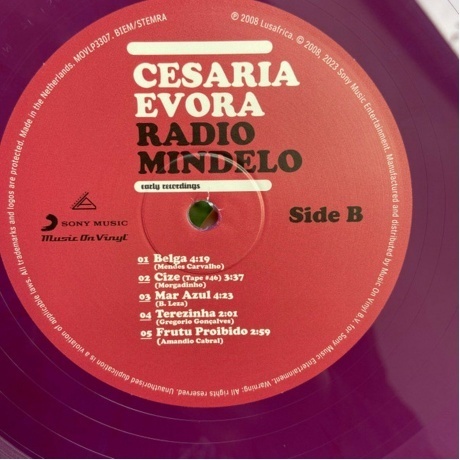 CESARIA
EVORA
RADIO
MINDELO
early recordings
Side B
SONY MUSIC
Music On Vinyl
01 Belga 4:19
(Mendes Carvalho)
02 Cize (Tape #46) 3:37
(Morgadinho)
03 Mar Azul 4:23
(B. Leza)
04 Terezinha 2:01
(Gregorio Gonçalves)
05 Frutu Proibido 2:59
(Amandio Cabral)
℗ 2008 Lusafrica. © 2008, 2023 Sony Music Entertainment. Manufactured and distributed by Music On Vinyl B.V. for Sony Music Entertainment. Warning: All rights reserved. Unauthorised duplication is a violation of applicable laws. All trademarks and logos are protected. Made in the Netherlands. MOVLP3307. BIEM/STEMRA